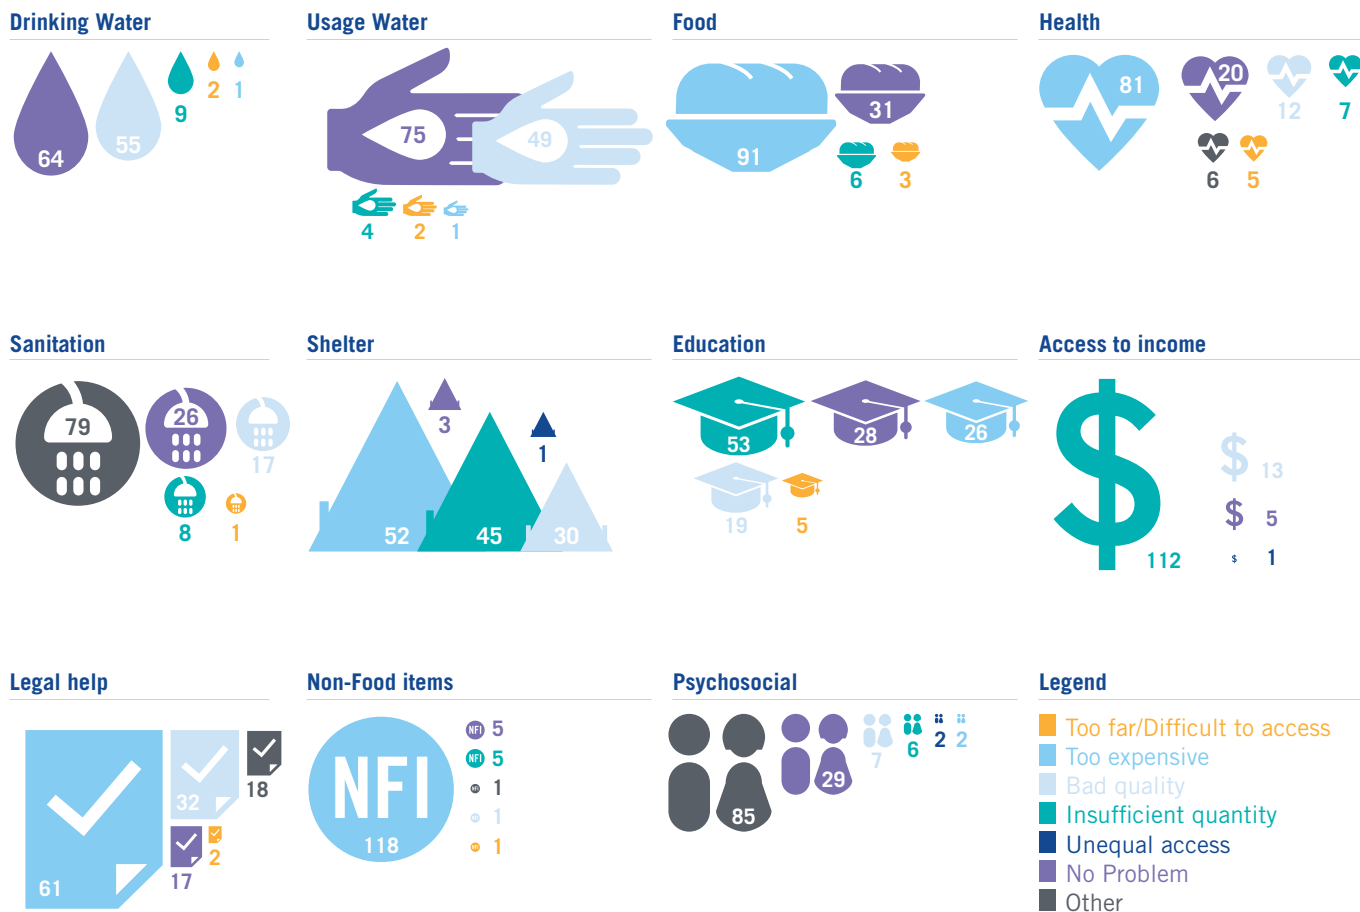 Drinking Water
64
55
9
2
1
Usage Water
75
49
4
2
1
Food
91
31
6
3
Health
81
20
12
7
6
5
Sanitation
79
26
17
8
1
Shelter
52
3
45
1
30
Education
53
28
26
19
5
Access to income
112
13
5
$ 1
Legal help
61
32
18
17
2
Non-Food items
NFI
118
NFI 5
NFI 5
1
1
NFI 1
Psychosocial
85
29
7
6
2
2
Legend
Too far/Difficult to access
Too expensive
Bad quality
Insufficient quantity
Unequal access
No Problem
Other